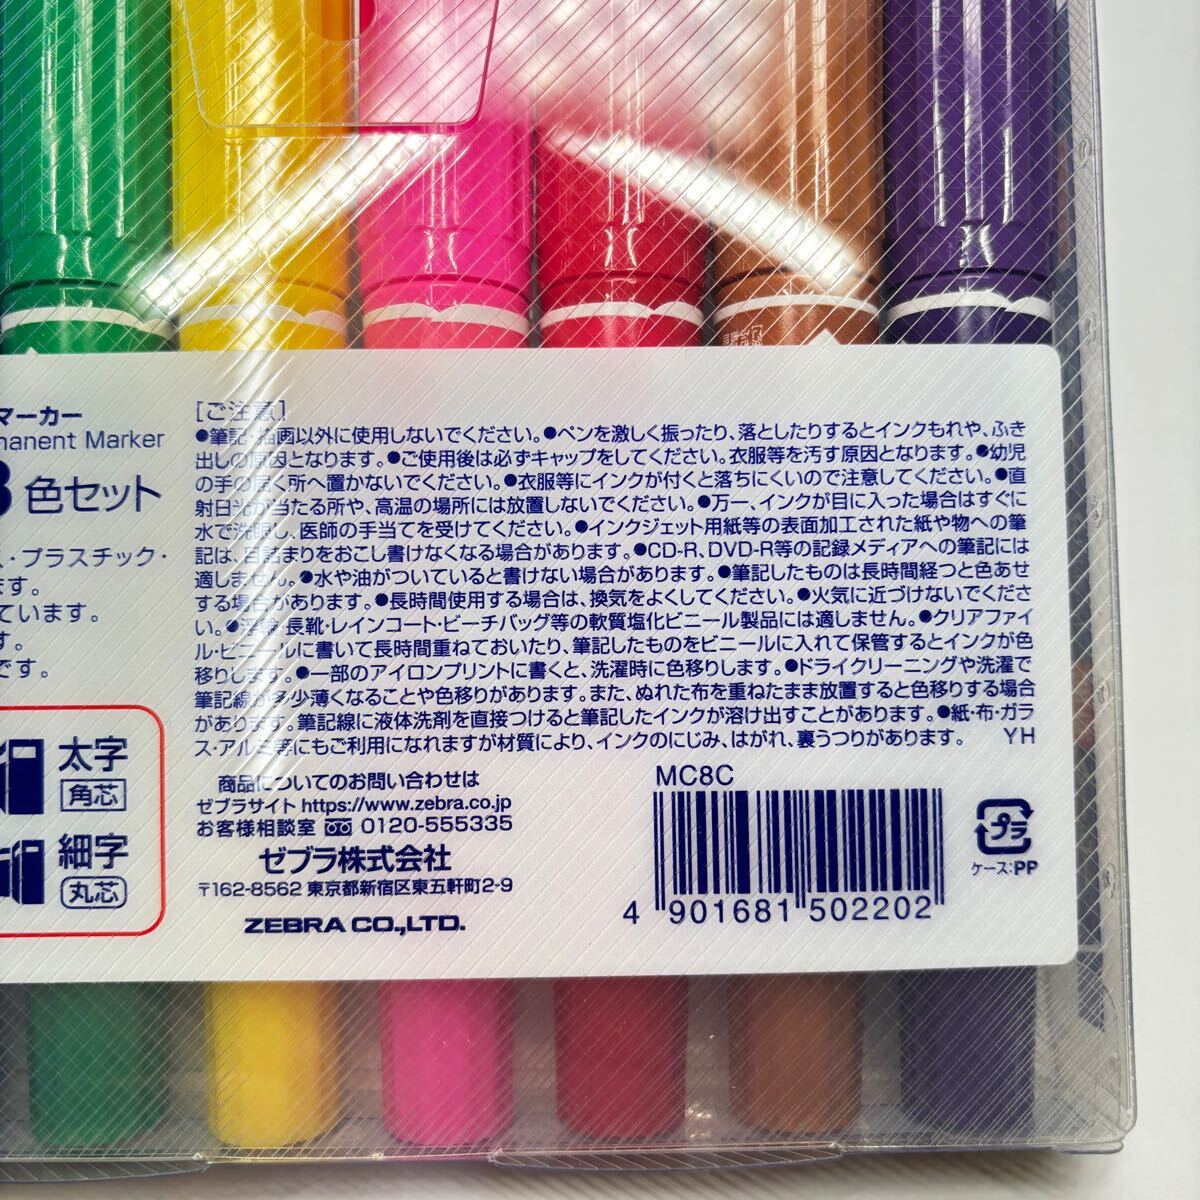 マーカー
manent Marker
8色セット
ス・プラスチック・
ます。
ています。
す。
です。
太字
角芯
細字
丸芯
[ご注意]
●筆記・描画以外に使用しないでください。●ペンを激しく振ったり、落としたりするとインクもれや、ふき
出しの原因となります。●ご使用後は必ずキャップをしてください。衣服等を汚す原因となります。●幼児
の手の届く所へ置かないでください。●衣服等にインクが付くと落ちにくいので注意してください。●直
射日光が当たる所や、高温の場所には放置しないでください。●万一、インクが目に入った場合はすぐに
水で洗眼し、医師の手当てを受けてください。●インクジェット用紙等の表面加工された紙や物への筆
記は、目詰まりをおこし書けなくなる場合があります。●CD-R、DVD-R等の記録メディアへの筆記には
適しません。●水や油がついていると書けない場合があります。●筆記したものは長時間経つと色あせ
する場合があります。●長時間使用する場合は、換気をよくしてください。●火気に近づけないでくださ
い。●浮輪・長靴・レインコート・ビーチバッグ等の軟質塩化ビニール製品には適しません。●クリアファイ
ル・ビニールに書いて長時間重ねておいたり、筆記したものをビニールに入れて保管するとインクが色
移りします。●一部のアイロンプリントに書くと、洗濯時に色移りします。●ドライクリーニングや洗濯で
筆記線が多少薄くなることや色移りがあります。また、ぬれた布を重ねたまま放置すると色移りする場合
があります。筆記線に液体洗剤を直接つけると筆記したインクが溶け出すことがあります。●紙・布・ガラ
ス・アルミ等にもご利用になれますが材質により、インクのにじみ、はがれ、裏うつりがあります。 YH
商品についてのお問い合わせは
ゼブラサイト https://www.zebra.co.jp
お客様相談室 0120-555335
ゼブラ株式会社
〒162-8562 東京都新宿区東五軒町2-9
ZEBRA CO.,LTD.
MC8C
4 901681 502202
プラ
ケース:PP